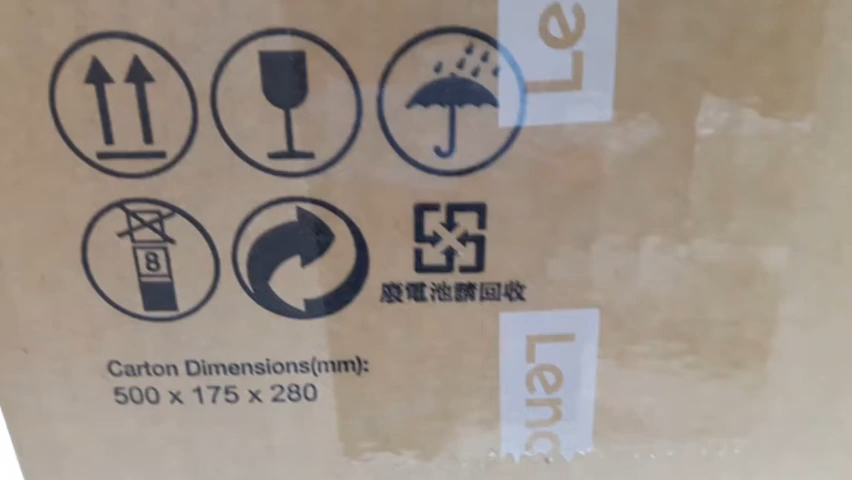 Le
8
廢電池請回收
Carton Dimensions(mm):
500 x 175 x 280
Leno